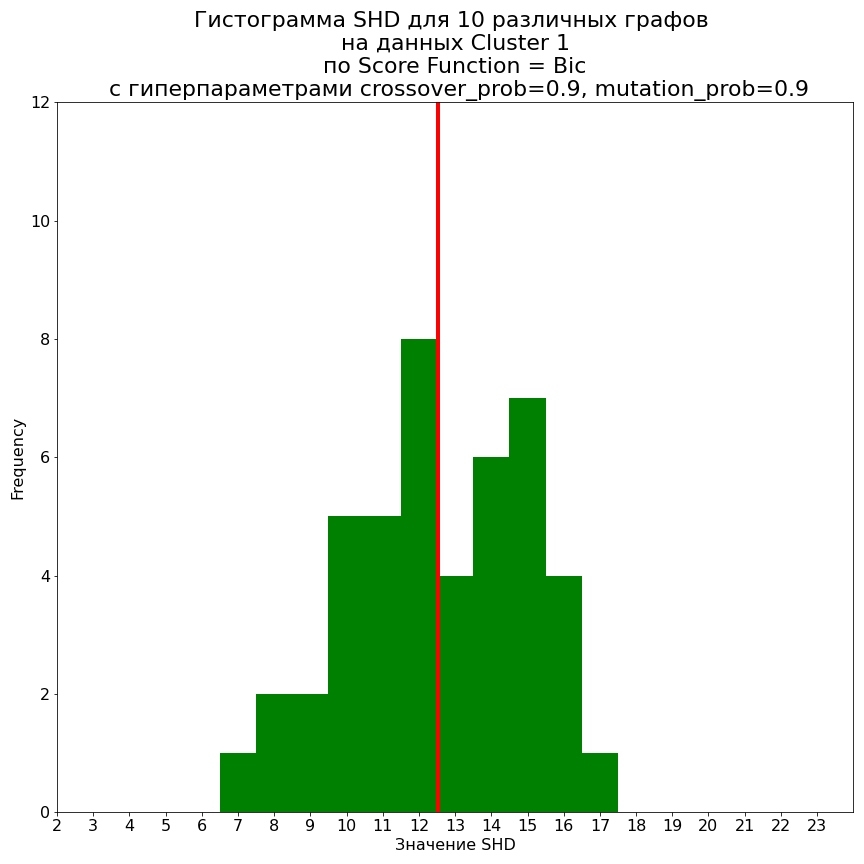 Гистограмма SHD для 10 различных графов
на данных Cluster 1
по Score Function = Bic
с гиперпараметрами crossover_prob=0.9, mutation_prob=0.9
12
10
8
6
4
2
0
Frequency
2 3 4 5 6 7 8 9 10 11 12 13 14 15 16 17 18 19 20 21 22 23
Значение SHD